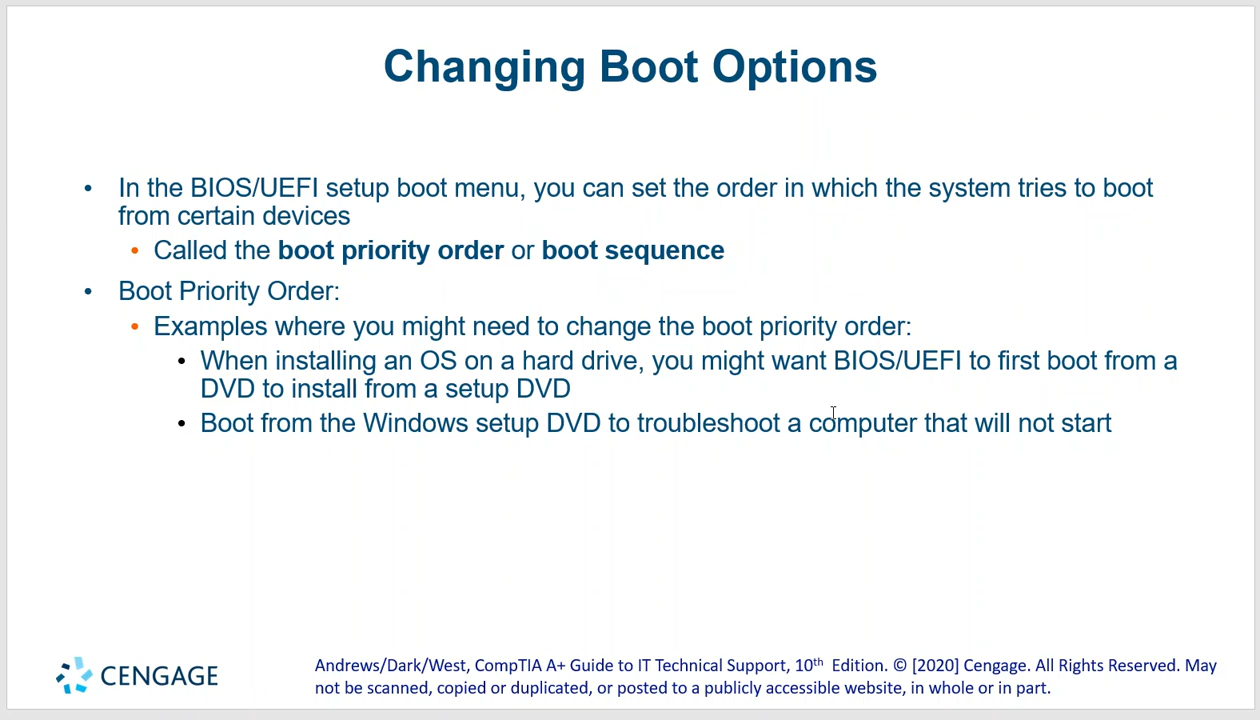 Changing Boot Options
• In the BIOS/UEFI setup boot menu, you can set the order in which the system tries to boot
from certain devices
• Called the boot priority order or boot sequence
• Boot Priority Order:
• Examples where you might need to change the boot priority order:
• When installing an OS on a hard drive, you might want BIOS/UEFI to first boot from a
DVD to install from a setup DVD
• Boot from the Windows setup DVD to troubleshoot a computer that will not start
CENGAGE
Andrews/Dark/West, CompTIA A+ Guide to IT Technical Support, 10th Edition. © [2020] Cengage. All Rights Reserved. May
not be scanned, copied or duplicated, or posted to a publicly accessible website, in whole or in part.